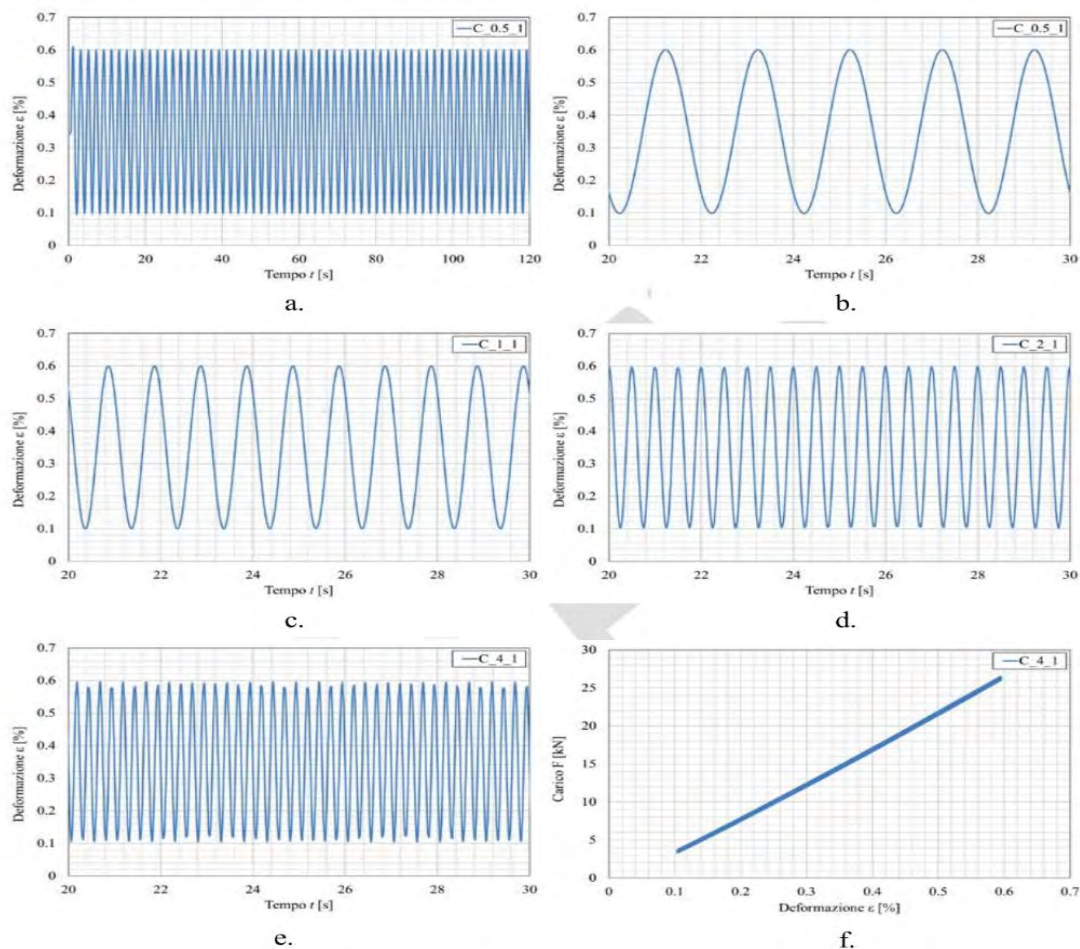 C_0.5_1
Deformazione ε [%]
0.7
0.6
0.5
0.4
0.3
0.2
0.1
0
0 20 40 60 80 100 120
Tempo t [s]
a.
C_0.5_1
Deformazione ε [%]
0.7
0.6
0.5
0.4
0.3
0.2
0.1
0
20 22 24 26 28 30
Tempo t [s]
b.
C_1_1
Deformazione ε [%]
0.7
0.6
0.5
0.4
0.3
0.2
0.1
0
20 22 24 26 28 30
Tempo t [s]
c.
C_2_1
Deformazione ε [%]
0.7
0.6
0.5
0.4
0.3
0.2
0.1
0
20 22 24 26 28 30
Tempo t [s]
d.
C_4_1
Deformazione ε [%]
0.7
0.6
0.5
0.4
0.3
0.2
0.1
0
20 22 24 26 28 30
Tempo t [s]
e.
C_4_1
Carico F [kN]
30
25
20
15
10
5
0
0 0.1 0.2 0.3 0.4 0.5 0.6 0.7
Deformazione ε [%]
f.